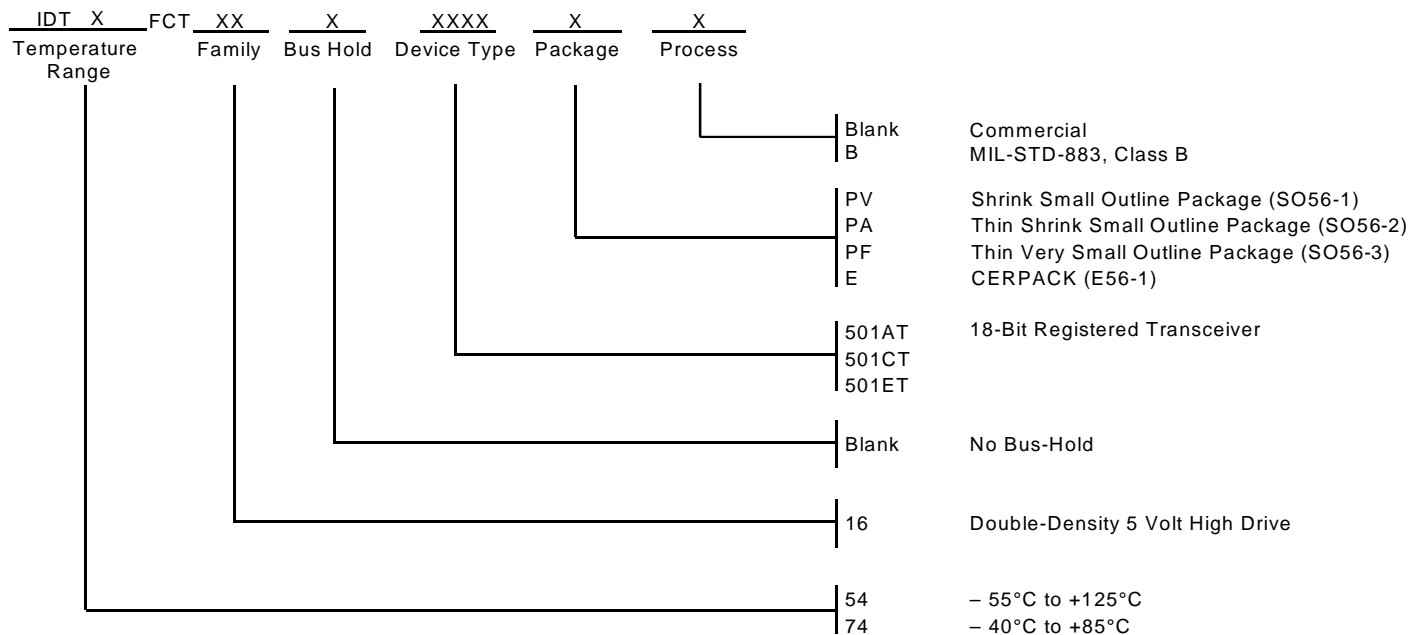 IDT X FCT XX X XXXX X X
Temperature Range Family Bus Hold Device Type Package Process
Blank Commercial
B MIL-STD-883, Class B
PV Shrink Small Outline Package (SO56-1)
PA Thin Shrink Small Outline Package (SO56-2)
PF Thin Very Small Outline Package (SO56-3)
E CERPACK (E56-1)
501AT 18-Bit Registered Transceiver
501CT
501ET
Blank No Bus-Hold
16 Double-Density 5 Volt High Drive
54 – 55°C to +125°C
74 – 40°C to +85°C